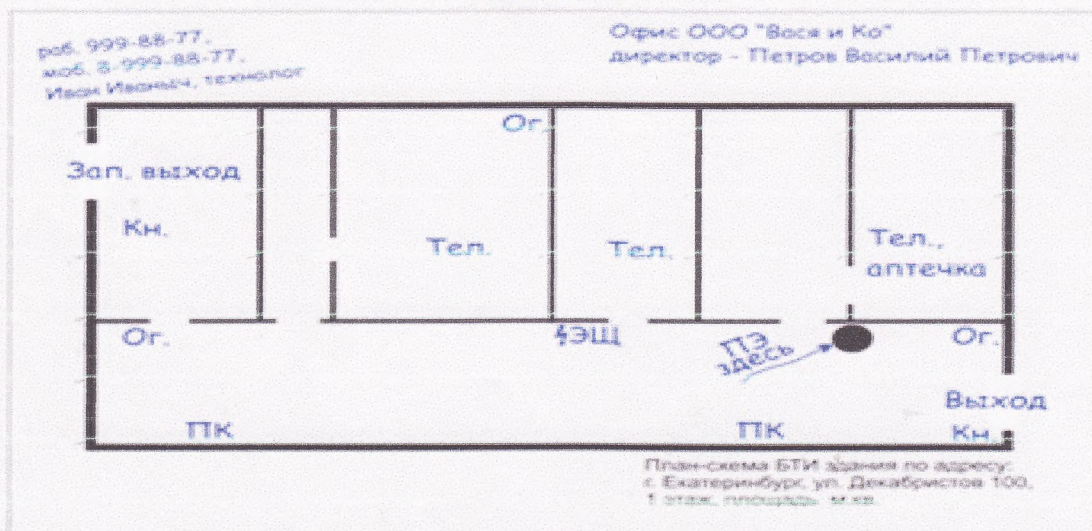 раб. 999-88-77.
моб. 8-999-88-77.
Иван Иваныч, технолог
Офис ООО "Вося и Ко"
директор - Петров Василий Петрович
Ог.
Зап. выход
Кн.
Тел.
Тел.
Тел.,
аптечка
Ог.
ЭЩ
ПЭ
здесь
Ог.
Выход
ПК
ПК
Кн.
План-схема БТИ здания по адресу:
г. Екатеринбург, ул. Декабристов 100,
1 этаж, площадь м.кв.